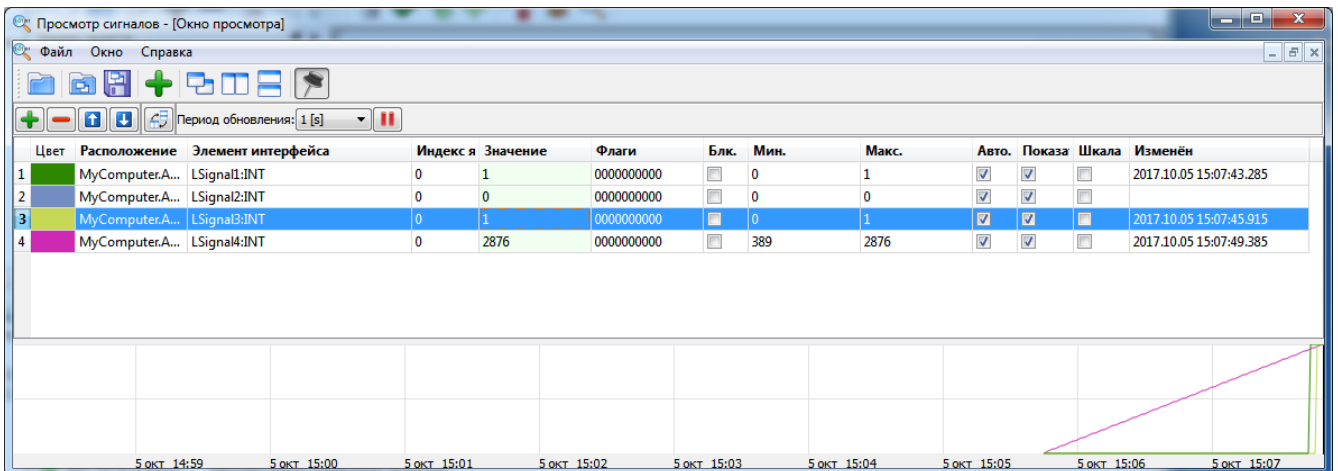 Просмотр сигналов - [Окно просмотра]
Файл Окно Справка
Период обновления: 1 [s]
Цвет Расположение Элемент интерфейса Индекс я Значение Флаги Блк. Мин. Макс. Авто. Показа Шкала Изменён
1 MyComputer.A... LSignal1:INT 0 1 0000000000 0 1 2017.10.05 15:07:43.285
2 MyComputer.A... LSignal2:INT 0 0 0000000000 0 0
3 MyComputer.A... LSignal3:INT 0 1 0000000000 0 1 2017.10.05 15:07:45.915
4 MyComputer.A... LSignal4:INT 0 2876 0000000000 389 2876 2017.10.05 15:07:49.385
5 окт 14:59 5 окт 15:00 5 окт 15:01 5 окт 15:02 5 окт 15:03 5 окт 15:04 5 окт 15:05 5 окт 15:06 5 окт 15:07